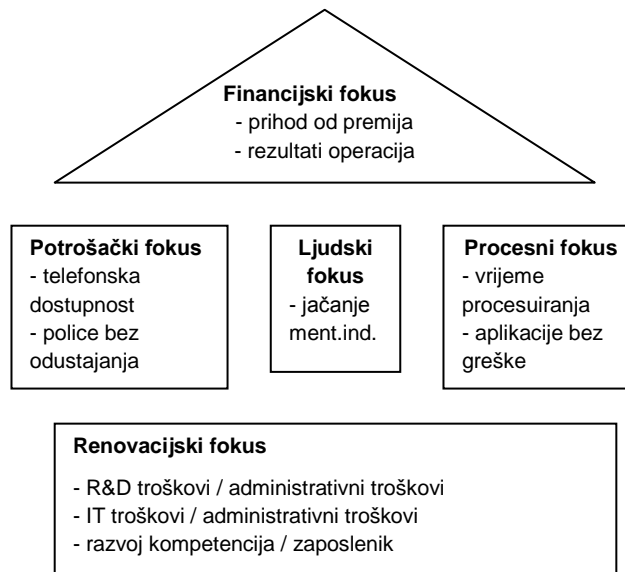 Financijski fokus
- prihod od premija
- rezultati operacija
Potrošački fokus
- telefonska
dostupnost
- police bez
odustajanja
Ljudski
fokus
- jačanje
ment.ind.
Procesni fokus
- vrijeme
procesuiranja
- aplikacije bez
greške
Renovacijski fokus
- R&D troškovi / administrativni troškovi
- IT troškovi / administrativni troškovi
- razvoj kompetencija / zaposlenik